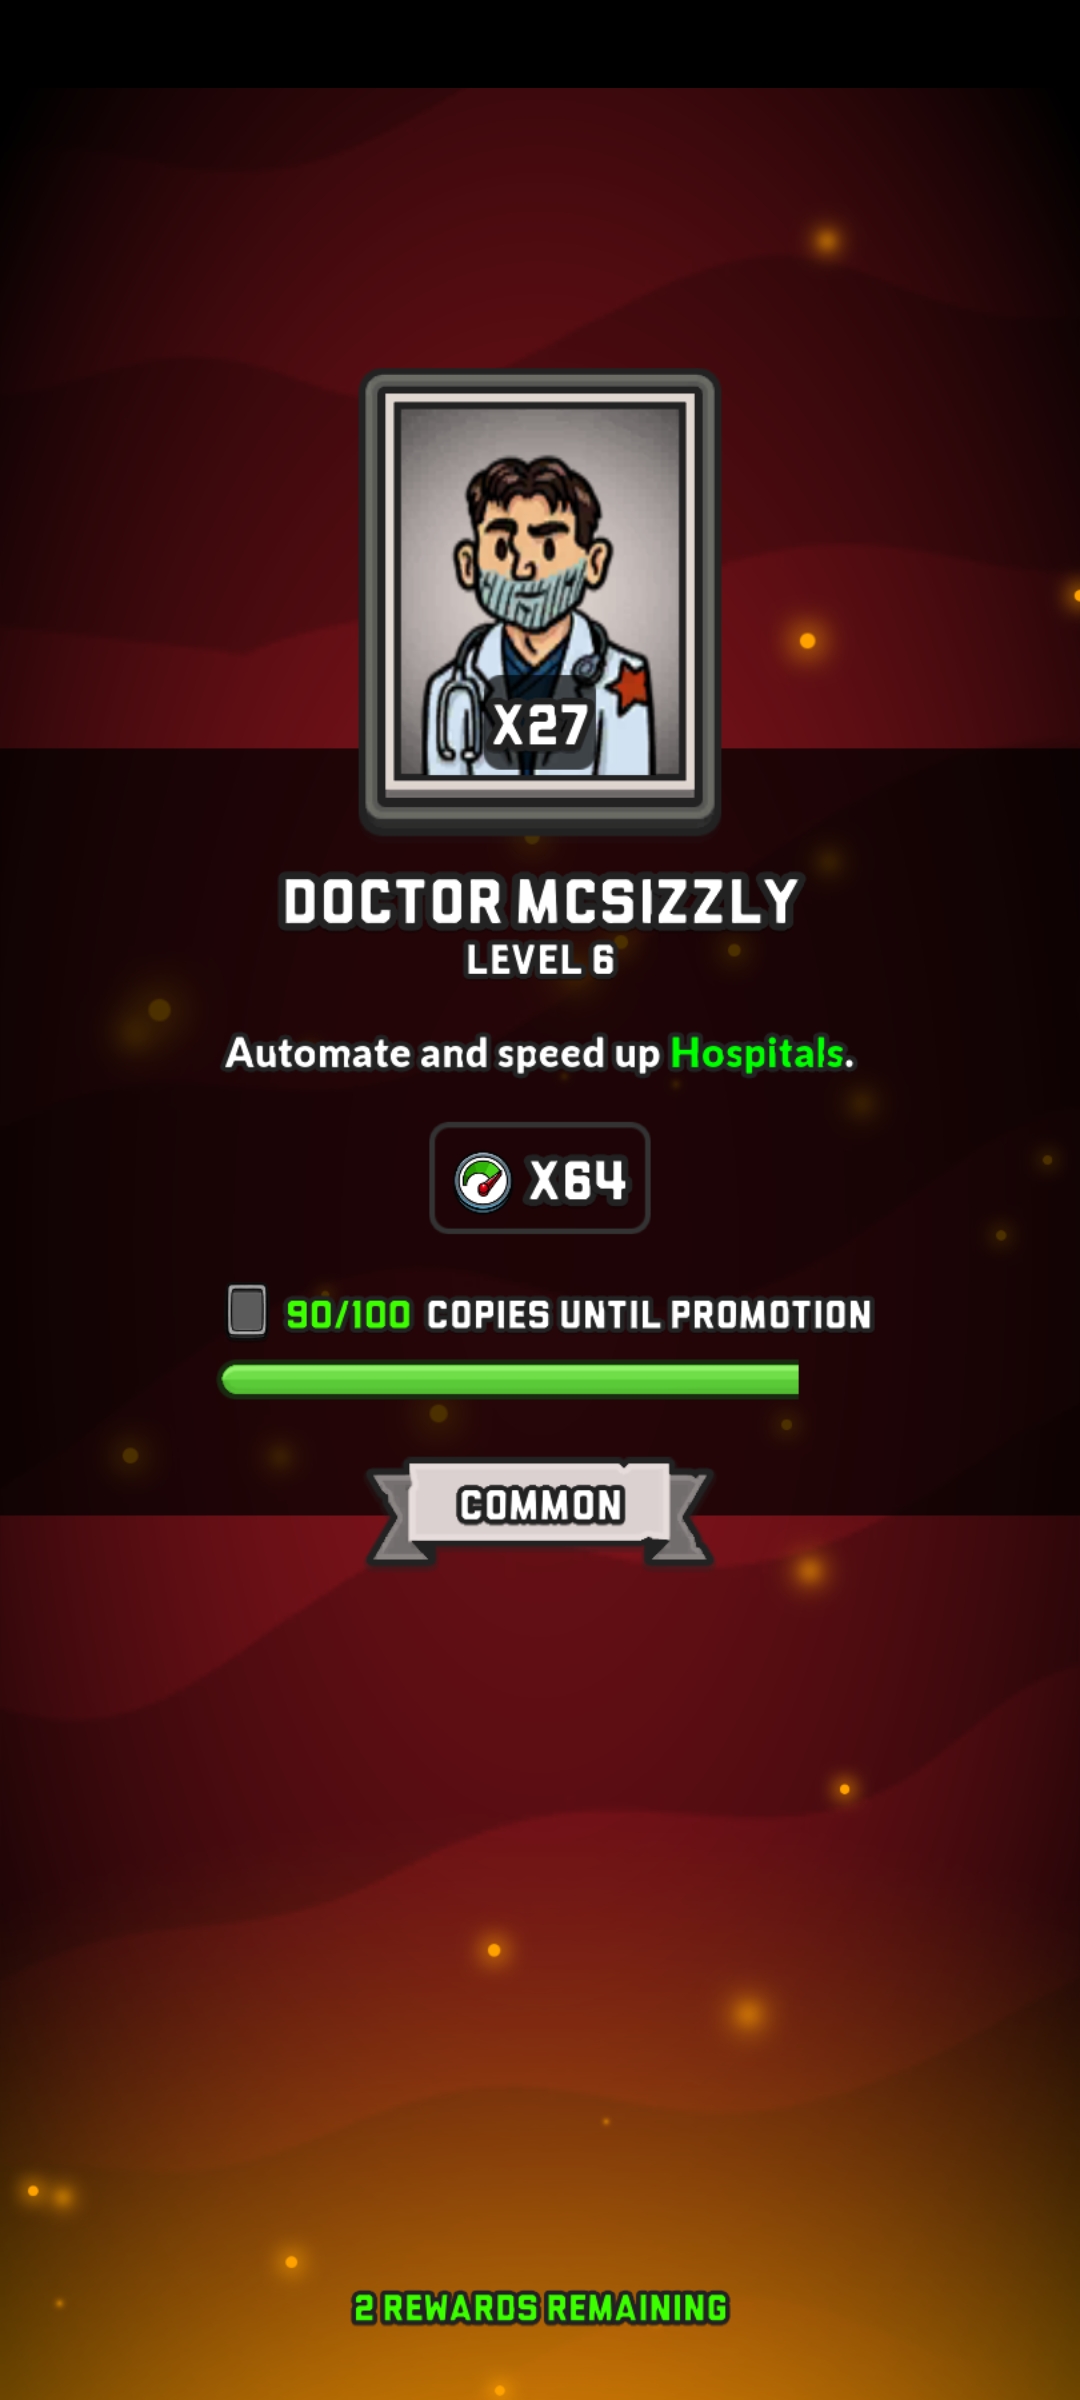 X27
DOCTOR MCSIZZLY
LEVEL 6
Automate and speed up Hospitals.
X64
90/100 COPIES UNTIL PROMOTION
COMMON
2 REWARDS REMAINING